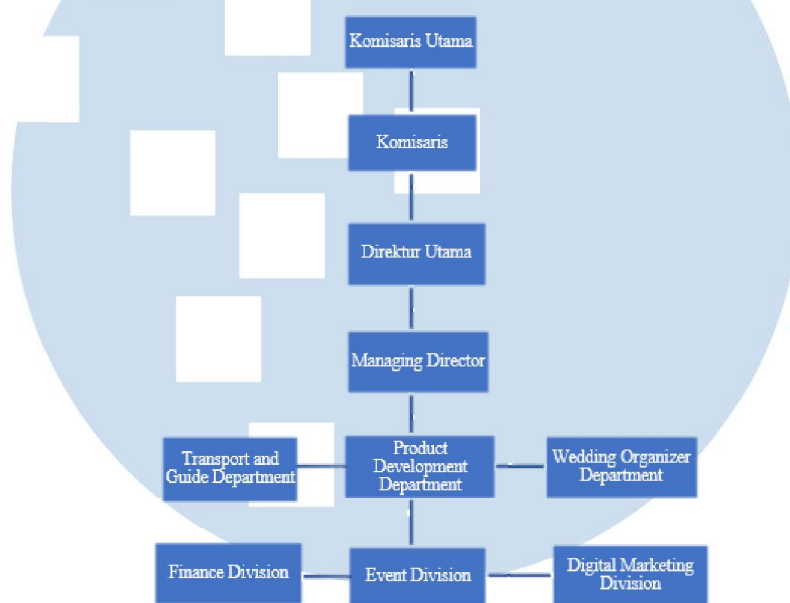 Komisaris Utama
Komisaris
Direktur Utama
Managing Director
Transport and
Guide Department
Product
Development
Department
Wedding Organizer
Department
Finance Division
Event Division
Digital Marketing
Division